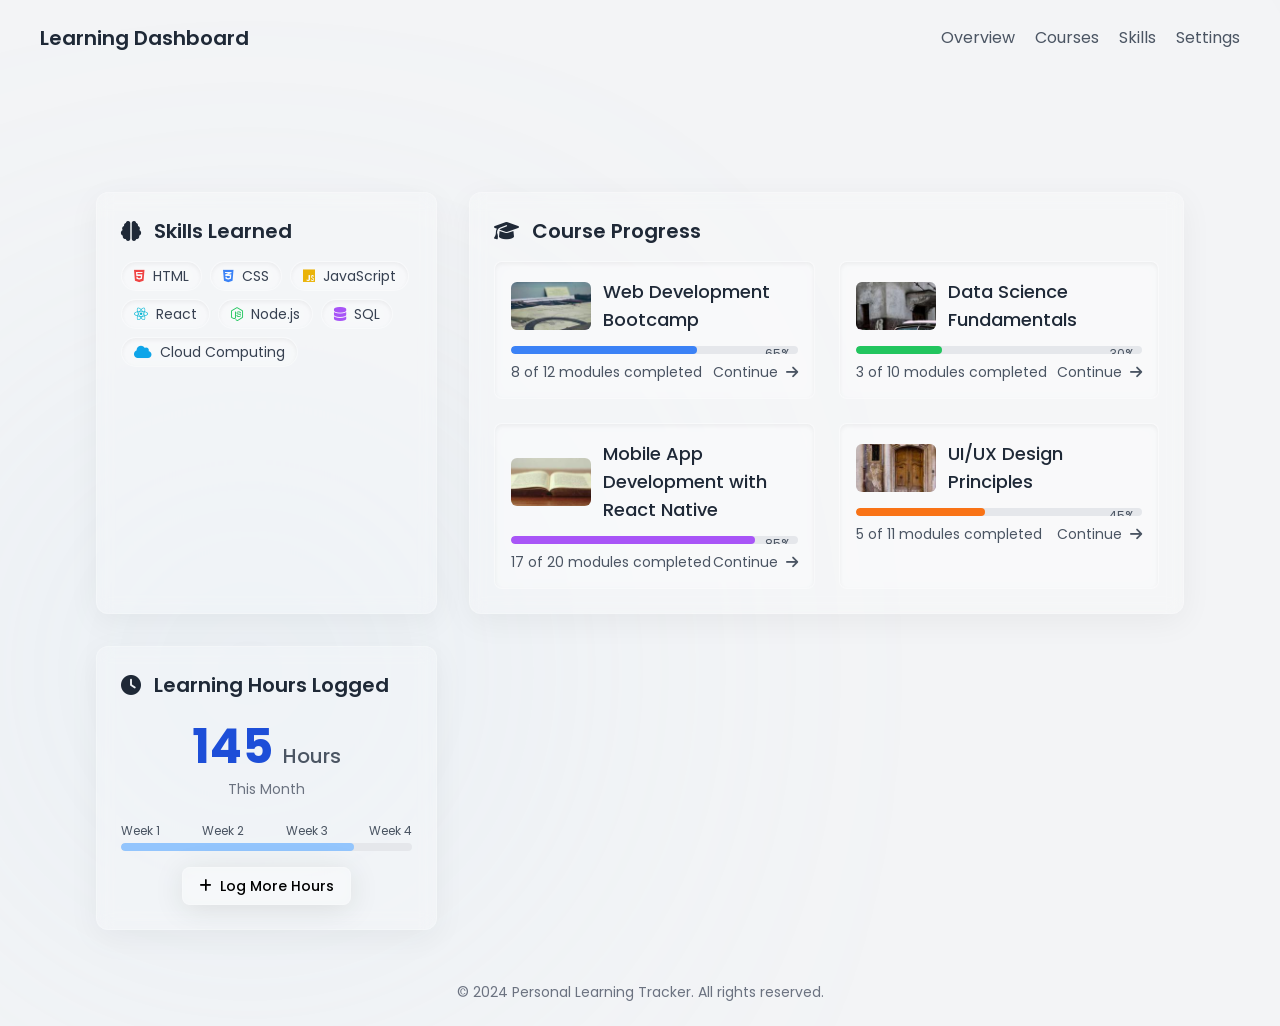 Learning Dashboard
Overview Courses Skills Settings
Skills Learned
HTML CSS JavaScript
React Node.js SQL
Cloud Computing
Course Progress
Web Development
Bootcamp
65%
8 of 12 modules completed Continue
Data Science
Fundamentals
30%
3 of 10 modules completed Continue
Mobile App
Development with
React Native
85%
17 of 20 modules completed Continue
UI/UX Design
Principles
45%
5 of 11 modules completed Continue
Learning Hours Logged
145 Hours
This Month
Week 1 Week 2 Week 3 Week 4
Log More Hours
© 2024 Personal Learning Tracker. All rights reserved.